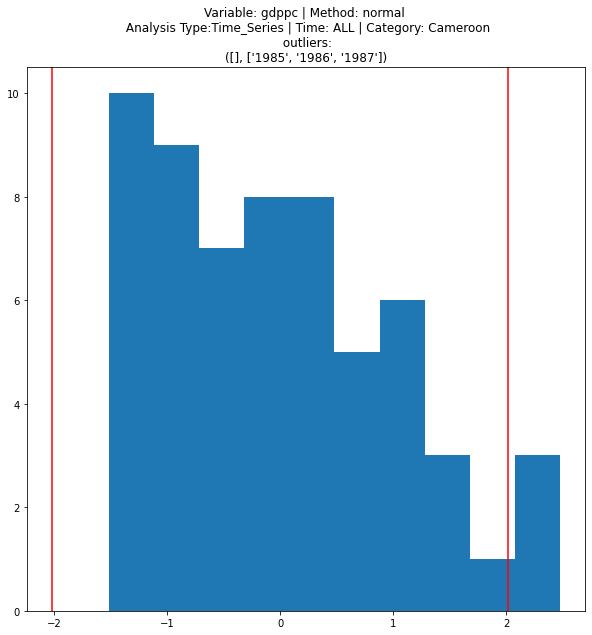 Variable: gdppc | Method: normal
Analysis Type:Time_Series | Time: ALL | Category: Cameroon
outliers:
([], ['1985', '1986', '1987'])
10
8
6
4
2
0
−2
−1
0
1
2